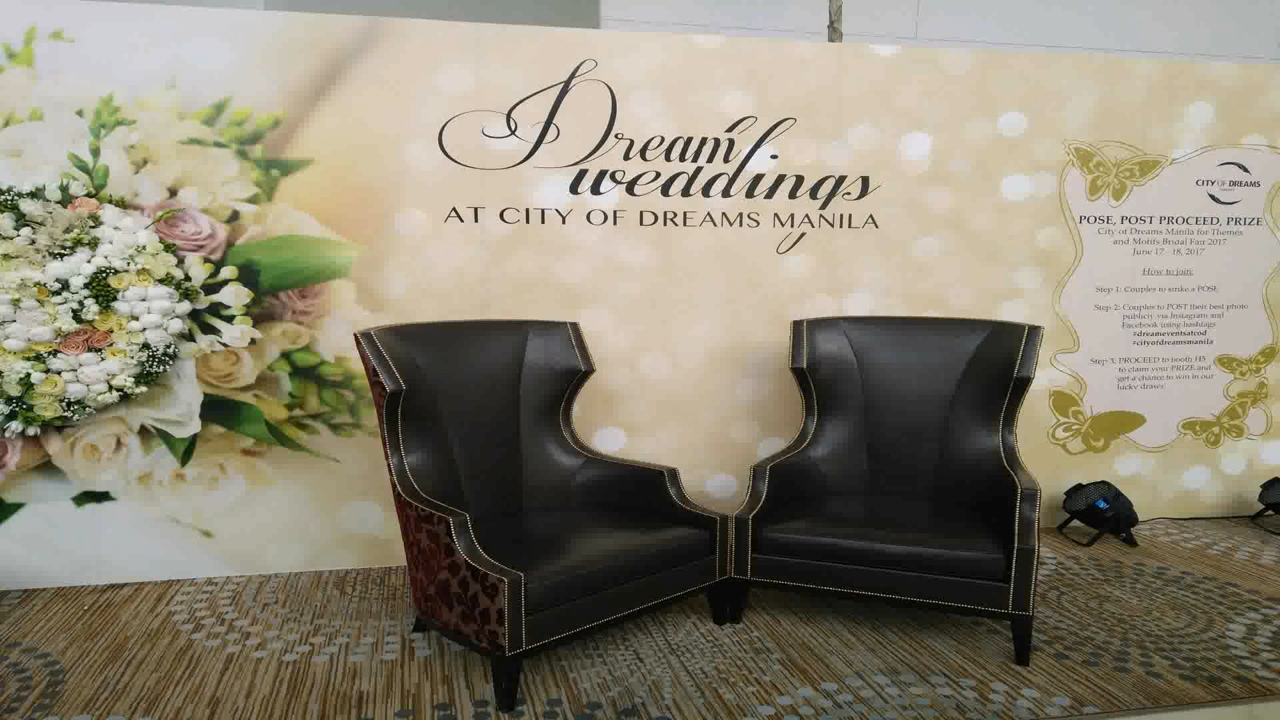 Dream
weddings
AT CITY OF DREAMS MANILA
CITY OF DREAMS
POSE, POST PROCEED, PRIZE
City of Dreams Manila for Themes
and Motifs Bridal Fair 2017
June 17 - 18, 2017
How to join:
Step 1: Couples to strike a POSE
Step 2: Couples to POST their best photo
publicly via Instagram and
Facebook using hashtags
#dreameventsatcod
#cityofdreamsmanila
Step 3: PROCEED to booth H5
to claim your PRIZE and
get a chance to win in our
lucky draw!